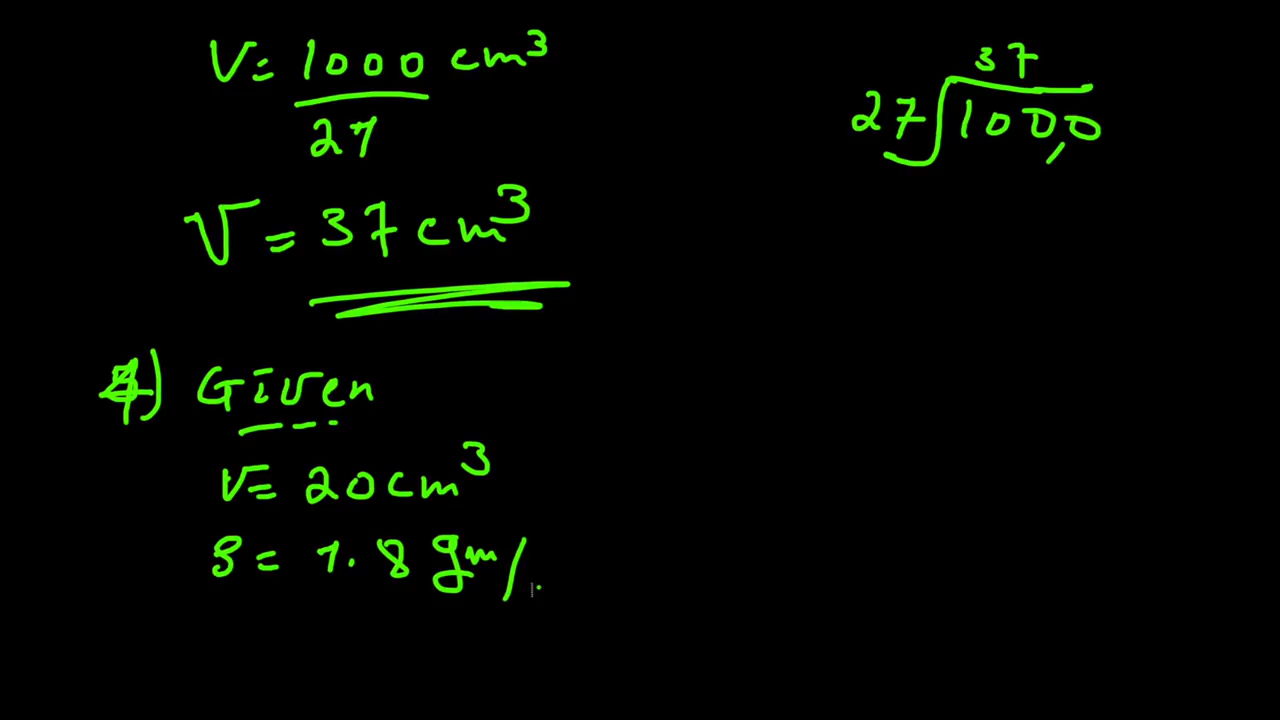 V = 1000 cm³
27
V = 37 cm³
4) Given
V = 20 cm³
ρ = 1.8 gm/
37
27 1000,0